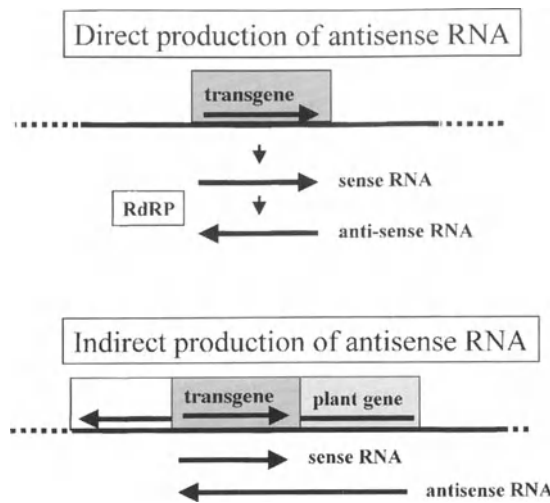 Direct production of antisense RNA
transgene
sense RNA
RdRP
anti-sense RNA
Indirect production of antisense RNA
transgene
plant gene
sense RNA
antisense RNA